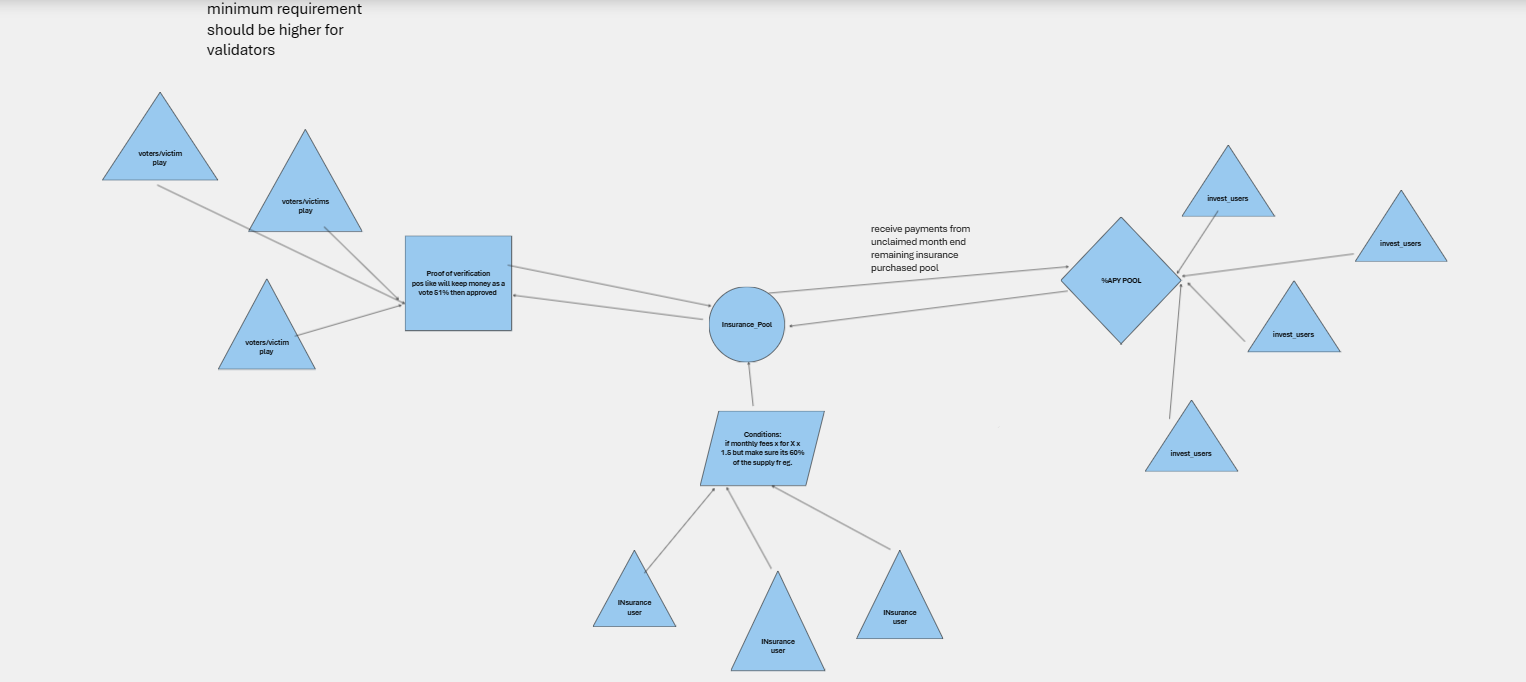 minimum requirement
should be higher for
validators
voters/victim
play
voters/victims
play
voters/victim
play
Proof of verification
pos like will keep money as a
vote 51% then approved
Insurance_Pool
receive payments from
unclaimed month end
remaining insurance
purchased pool
%APY POOL
invest_users
invest_users
invest_users
invest_users
Conditions:
if monthly fees x for X x
1.5 but make sure its 60%
of the supply fr eg.
INsurance
user
INsurance
user
INsurance
user